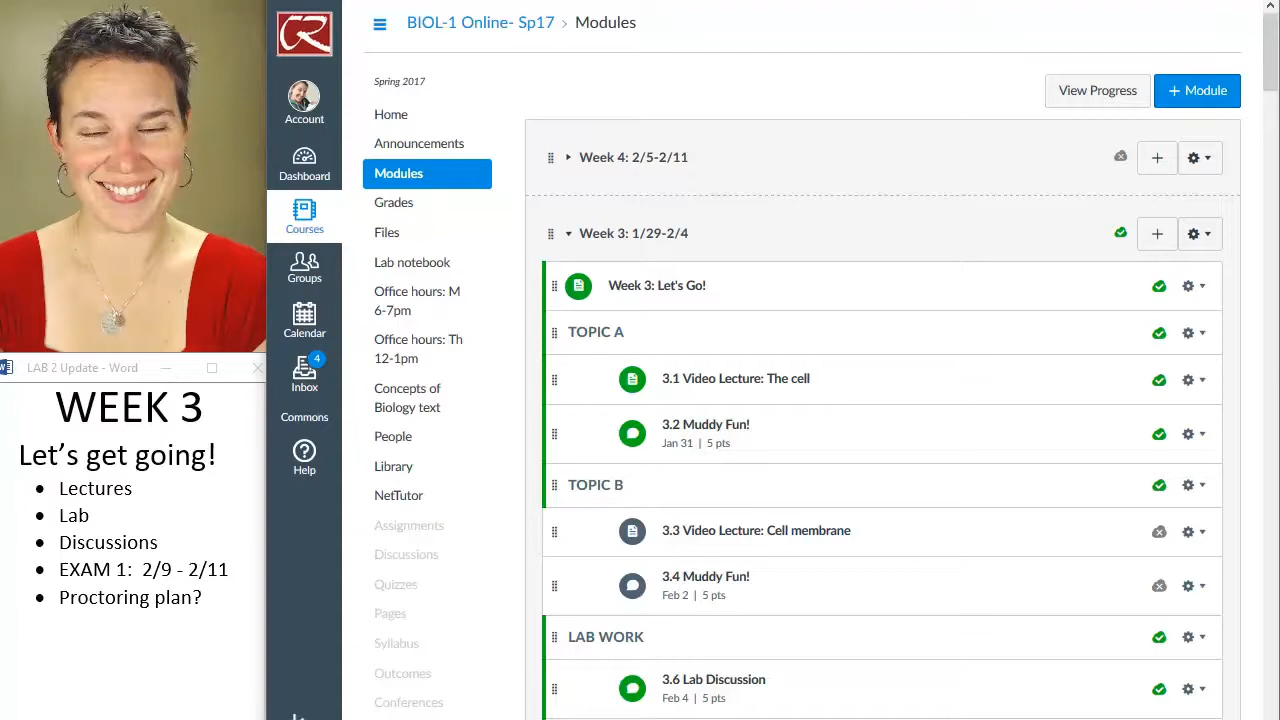 BIOL-1 Online- Sp17 > Modules
Spring 2017
View Progress
+ Module
Account
Dashboard
Courses
Groups
Calendar
4
Inbox
Commons
Help
Home
Announcements
Modules
Grades
Files
Lab notebook
Office hours: M
6-7pm
Office hours: Th
12-1pm
Concepts of
Biology text
People
Library
NetTutor
Assignments
Discussions
Quizzes
Pages
Syllabus
Outcomes
Conferences
Week 4: 2/5-2/11
Week 3: 1/29-2/4
Week 3: Let's Go!
TOPIC A
3.1 Video Lecture: The cell
3.2 Muddy Fun!
Jan 31 | 5 pts
TOPIC B
3.3 Video Lecture: Cell membrane
3.4 Muddy Fun!
Feb 2 | 5 pts
LAB WORK
3.6 Lab Discussion
Feb 4 | 5 pts
LAB 2 Update - Word
WEEK 3
Let's get going!
• Lectures
• Lab
• Discussions
• EXAM 1: 2/9 - 2/11
• Proctoring plan?
CR